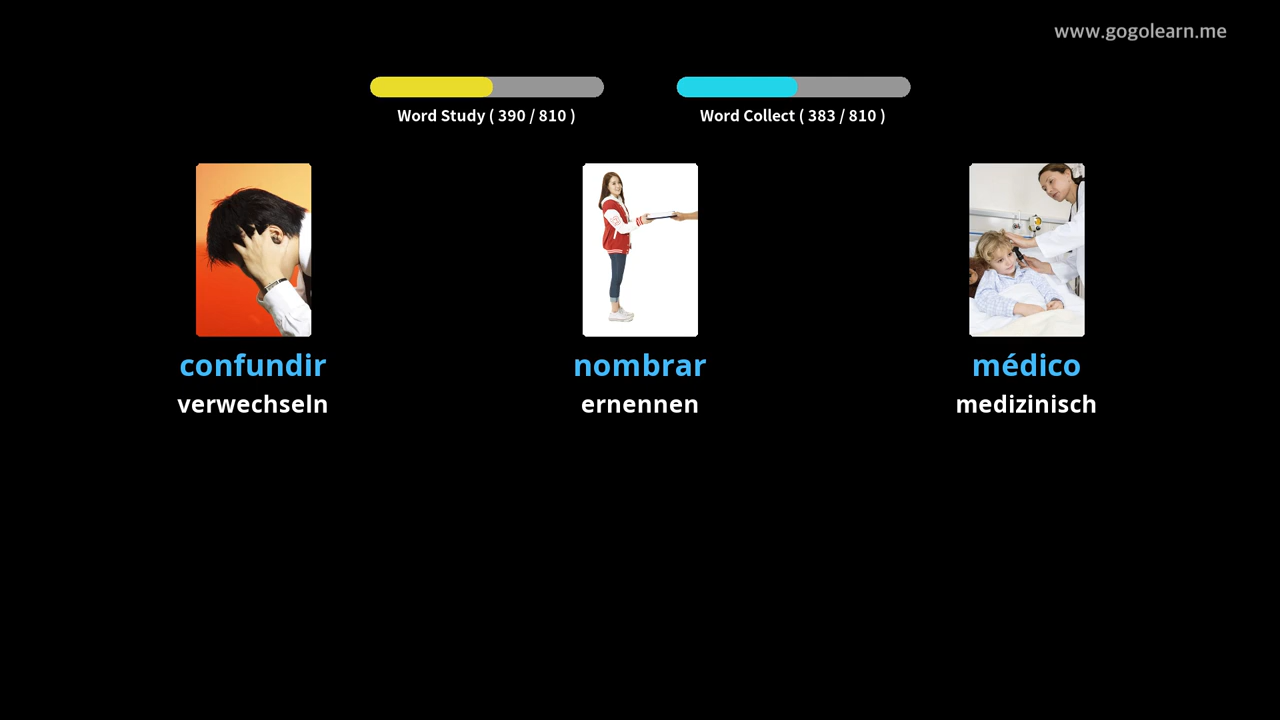 www.gogolearn.me
Word Study ( 390 / 810 )
Word Collect ( 383 / 810 )
confundir
verwechseln
nombrar
ernennen
médico
medizinisch